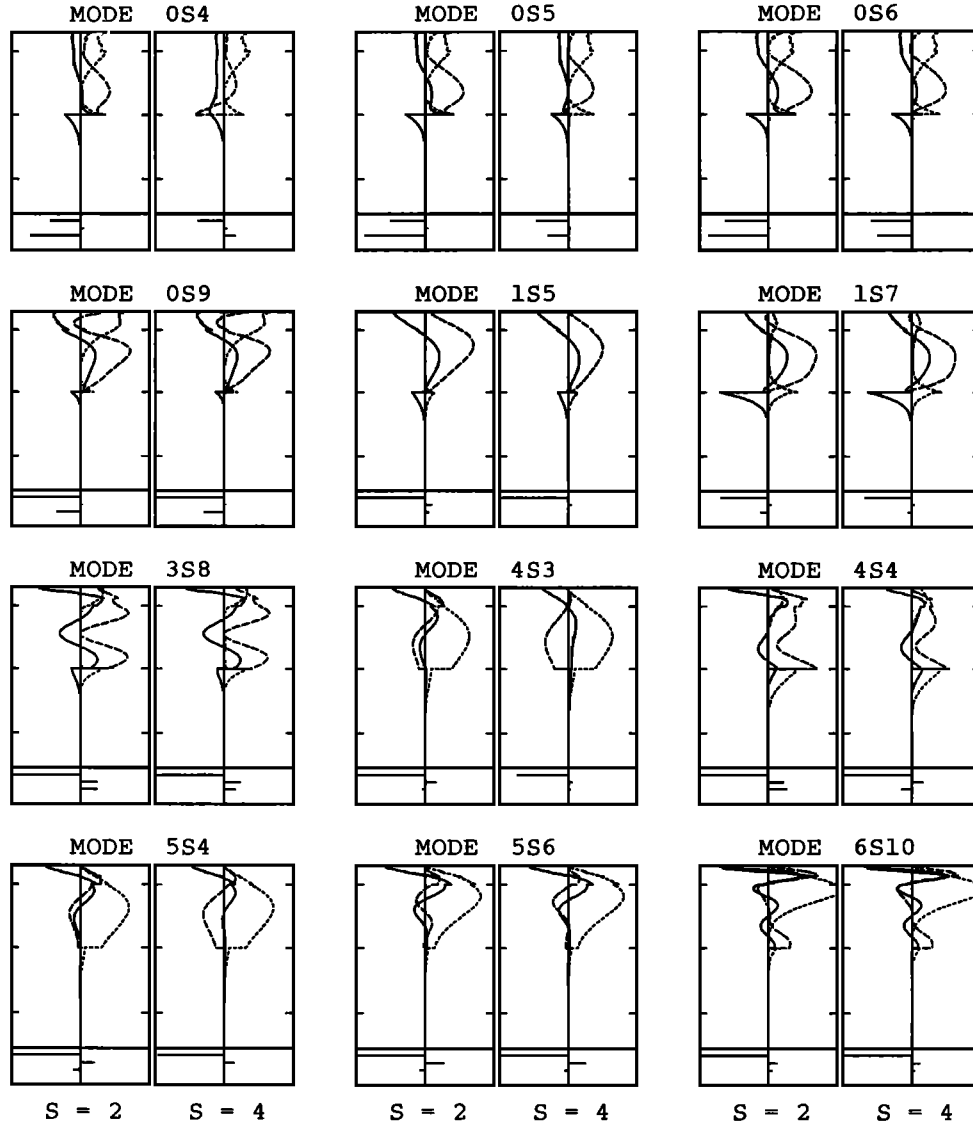 MODE 0S4 MODE 0S5 MODE 0S6
MODE 0S9 MODE 1S5 MODE 1S7
MODE 3S8 MODE 4S3 MODE 4S4
MODE 5S4 MODE 5S6 MODE 6S10
S = 2 S = 4 S = 2 S = 4 S = 2 S = 4